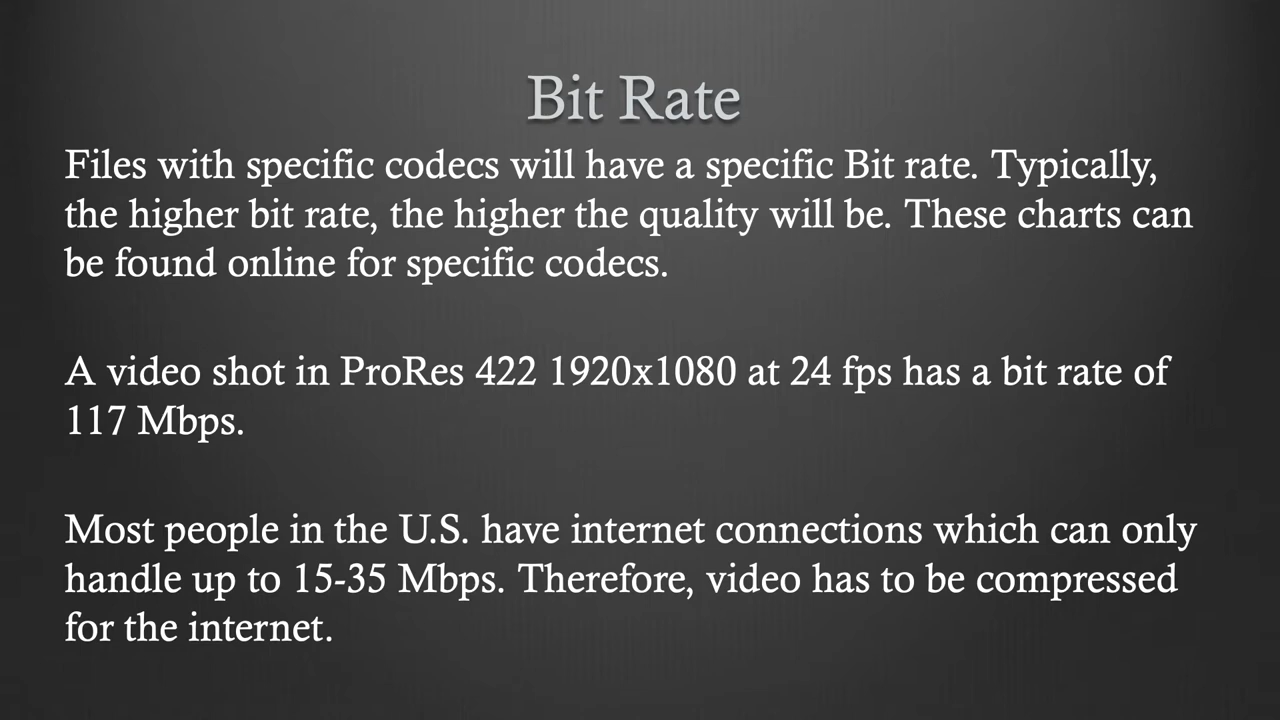 Bit Rate
Files with specific codecs will have a specific Bit rate. Typically,
the higher bit rate, the higher the quality will be. These charts can
be found online for specific codecs.
A video shot in ProRes 422 1920x1080 at 24 fps has a bit rate of
117 Mbps.
Most people in the U.S. have internet connections which can only
handle up to 15-35 Mbps. Therefore, video has to be compressed
for the internet.